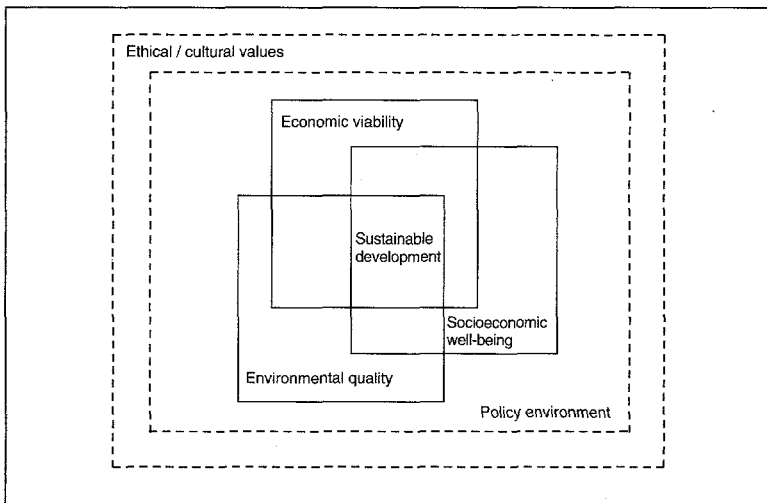 Ethical / cultural values
Economic viability
Sustainable
development
Socioeconomic
well-being
Environmental quality
Policy environment